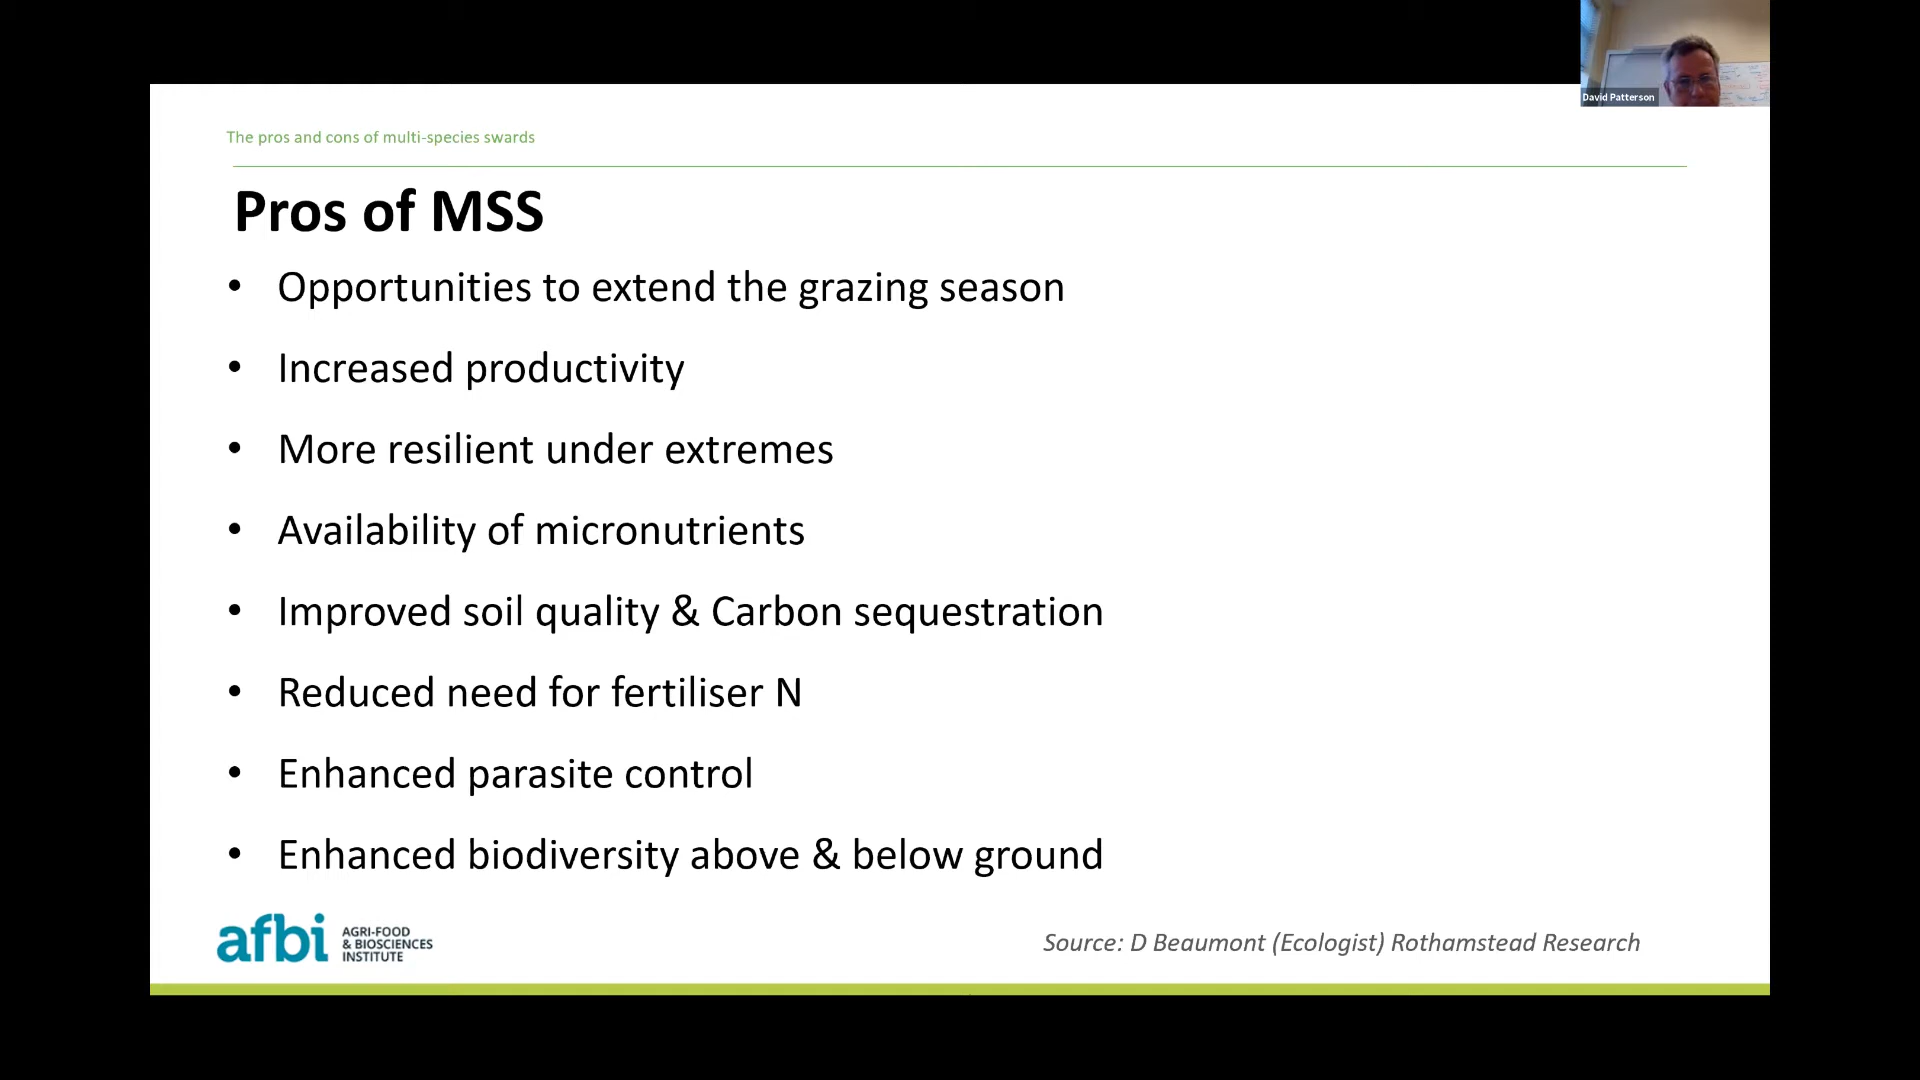 David Patterson
The pros and cons of multi-species swards
Pros of MSS
• Opportunities to extend the grazing season
• Increased productivity
• More resilient under extremes
• Availability of micronutrients
• Improved soil quality & Carbon sequestration
• Reduced need for fertiliser N
• Enhanced parasite control
• Enhanced biodiversity above & below ground
afbi
AGRI-FOOD
& BIOSCIENCES
INSTITUTE
Source: D Beaumont (Ecologist) Rothamstead Research